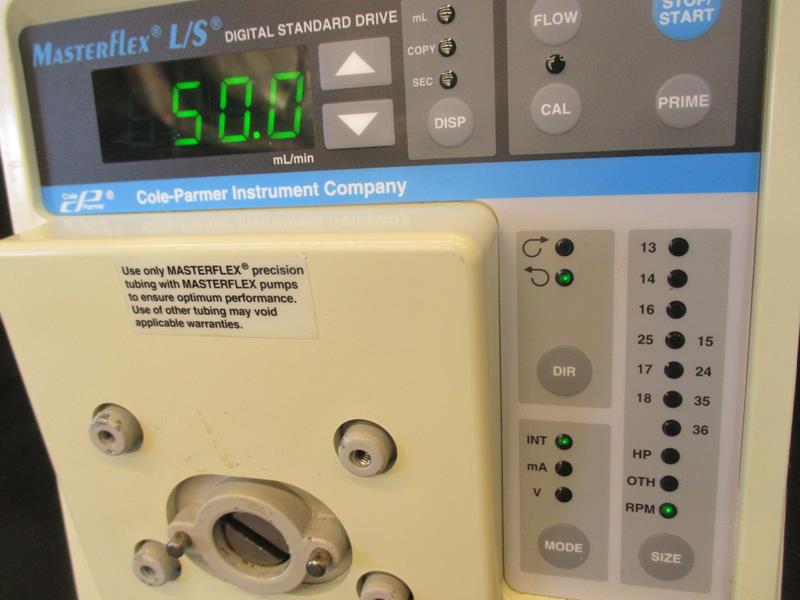 MASTERFLEX® L/S® DIGITAL STANDARD DRIVE
50.0
mL/min
mL
COPY
SEC
DISP
FLOW
CAL
STOP/
START
PRIME
Cole
Parmer
®
Cole-Parmer Instrument Company
Use only MASTERFLEX® precision
tubing with MASTERFLEX pumps
to ensure optimum performance.
Use of other tubing may void
applicable warranties.
DIR
INT
mA
V
MODE
13
14
16
25 15
17 24
18 35
36
HP
OTH
RPM
SIZE